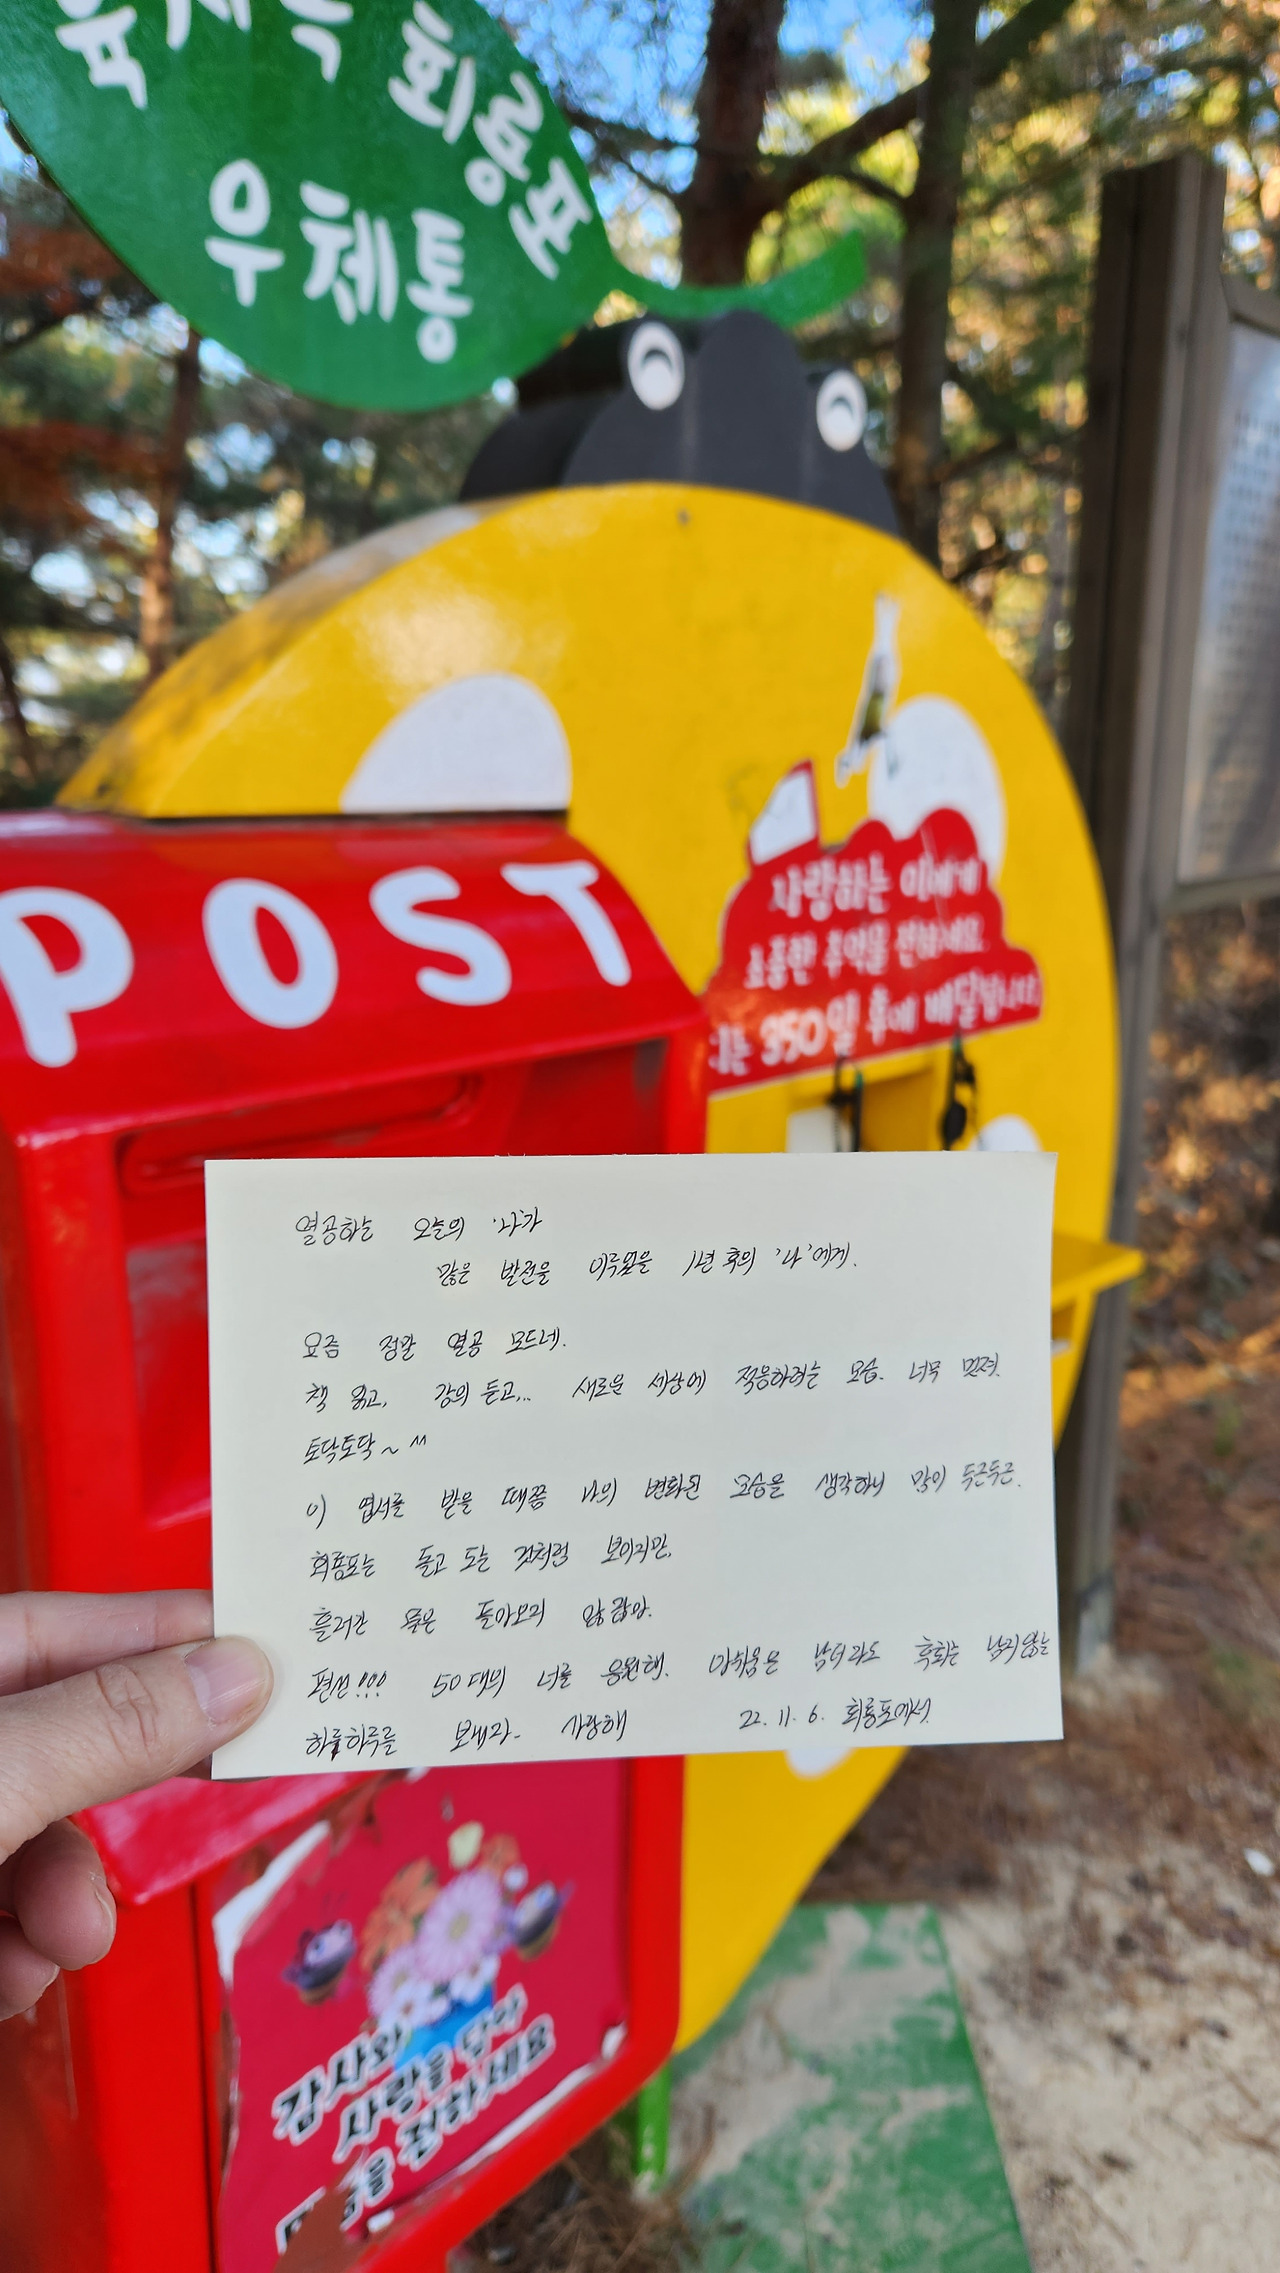 회룡포
우체통
POST
사랑하는 이에게
소중한 추억을 전하세요.
350일 후에 배달됩니다
열공하는 오늘의 '나'가
많은 발전을 이루었을 1년 후의 '나'에게.
요즘 정말 열공 모드네.
책 읽고, 강의 듣고,.. 새로운 세상에 적응하려는 모습. 너무 멋져.
토닥토닥~ ^^
이 엽서를 받을 때쯤 나의 변화된 모습을 생각하니 많이 두근두근.
회룡포는 돌고 도는 것처럼 보이지만,
흘러간 물은 돌아오지 않잖아.
편선!!! 50대의 너를 응원해. 아쉬움은 남더라도 후회는 남지않는
하루하루를 보내자. 사랑해 22. 11. 6. 회룡포에서.
감사와
사랑을 담아
을 전하세요